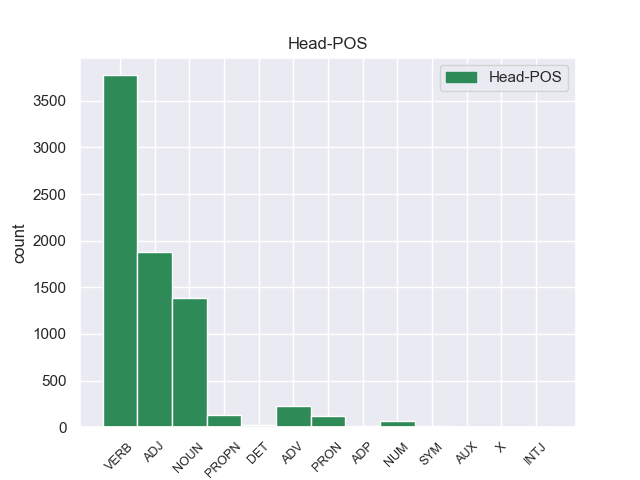 Head-POS
Head-POS
3500
3000
2500
2000
1500
1000
500
0
count
VERB ADJ NOUN PROPN DET ADV PRON ADP NUM SYM AUX X INTJ